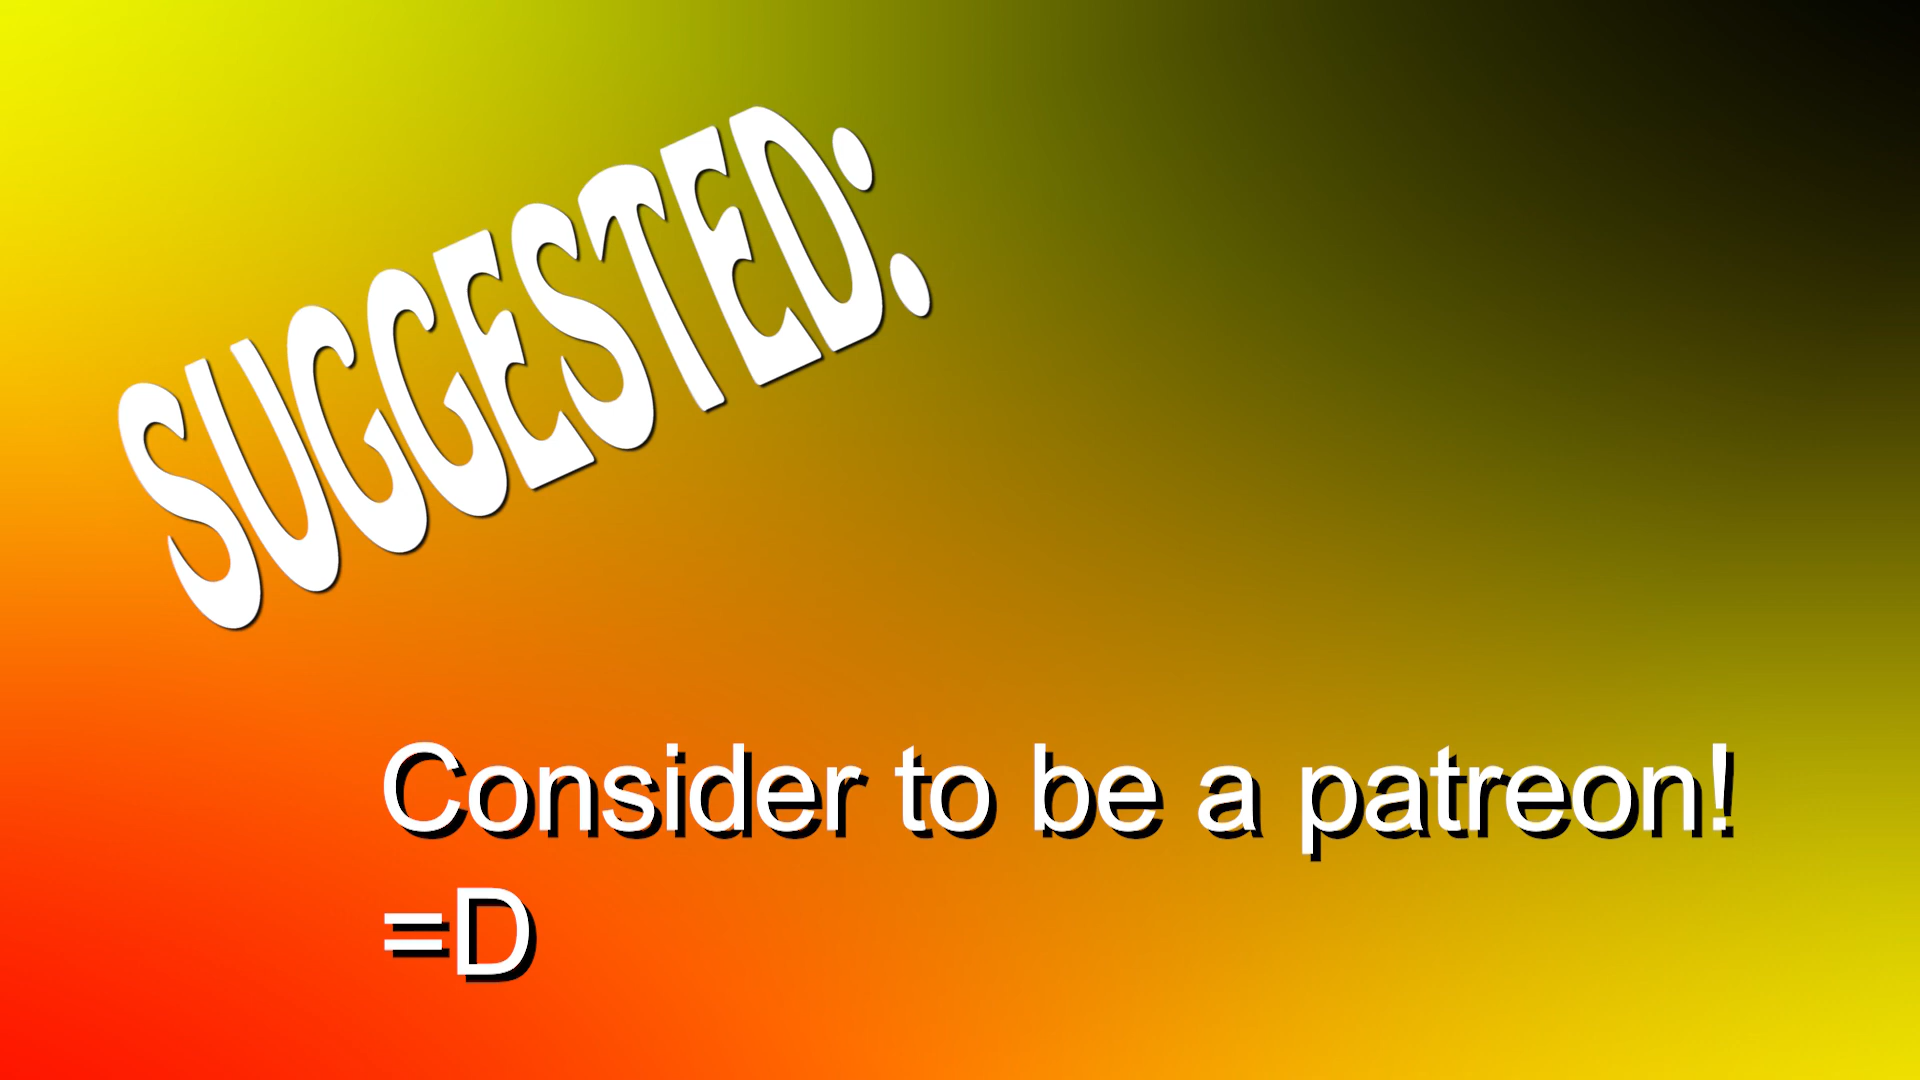 SUGGESTED:
Consider to be a patreon!
=D